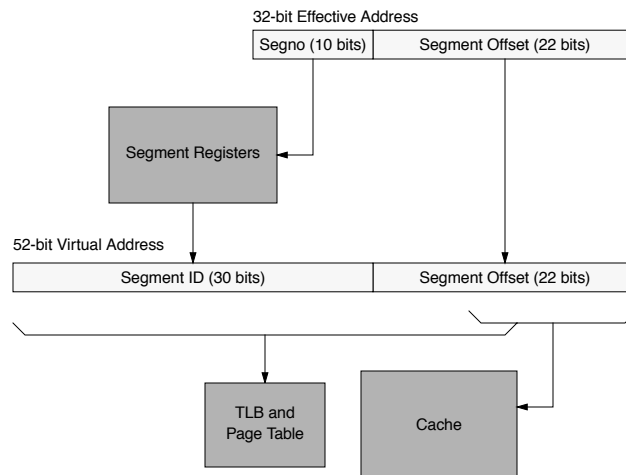 32-bit Effective Address
Segno (10 bits)
Segment Offset (22 bits)
Segment Registers
52-bit Virtual Address
Segment ID (30 bits)
Segment Offset (22 bits)
TLB and
Page Table
Cache